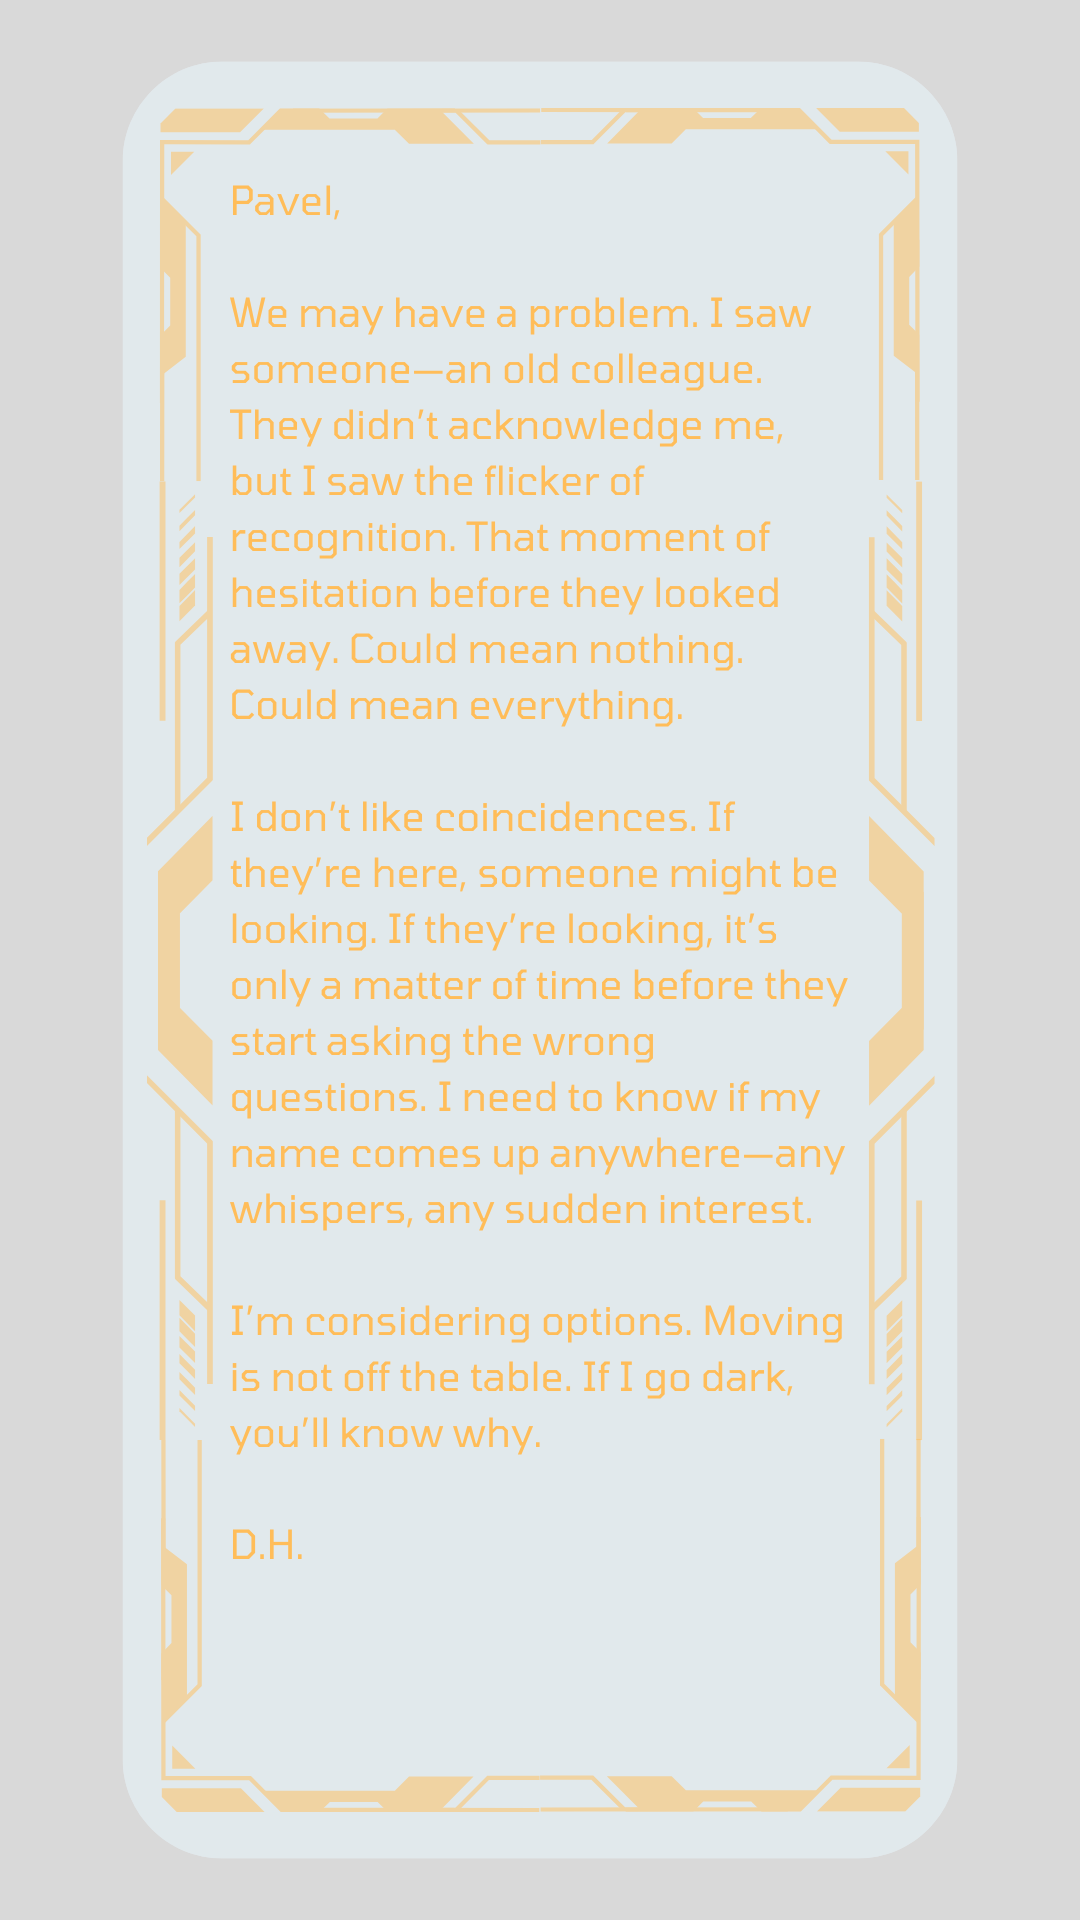 Pavel,
We may have a problem. I saw
someone—an old colleague.
They didn’t acknowledge me,
but I saw the flicker of
recognition. That moment of
hesitation before they looked
away. Could mean nothing.
Could mean everything.
I don’t like coincidences. If
they’re here, someone might be
looking. If they’re looking, it’s
only a matter of time before they
start asking the wrong
questions. I need to know if my
name comes up anywhere—any
whispers, any sudden interest.
I’m considering options. Moving
is not off the table. If I go dark,
you’ll know why.
D.H.